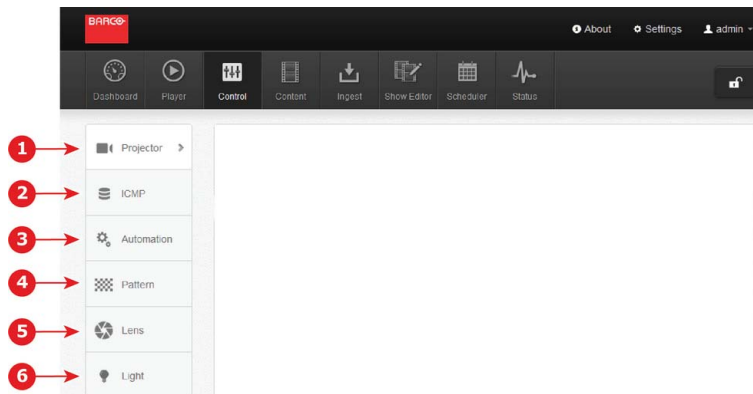 BARCO
About Settings admin
Dashboard Player Control Content Ingest Show Editor Scheduler Status
1 Projector
2 ICMP
3 Automation
4 Pattern
5 Lens
6 Light